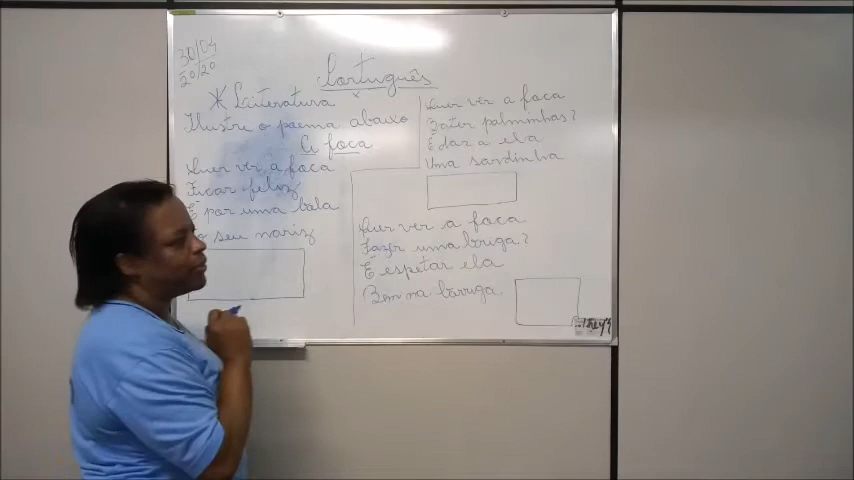 30/04
2020
Português
* Literatura
Ilustre o poema abaixo
A foca
Quer ver a foca
Ficar feliz
É por uma bola
o seu nariz
Quer ver a foca
Bater palminhas?
É dar a ela
Uma sardinha
Quer ver a foca
Fazer uma briga?
É espetar ela
Bem na barriga.